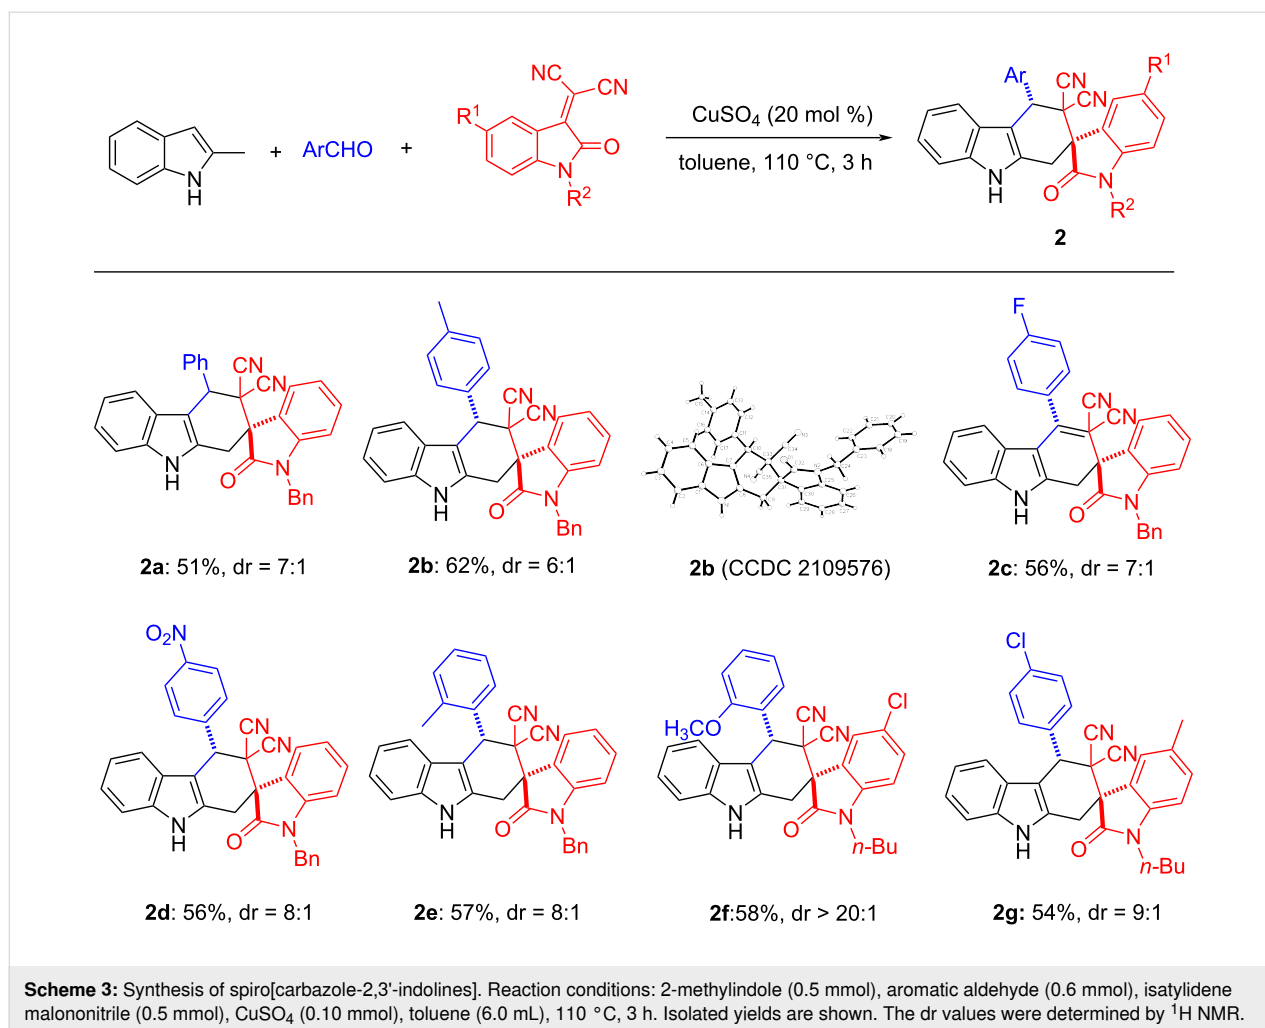 NC
CN
R¹
O
N
R²
N
H
+ ArCHO +
CuSO₄ (20 mol %)
toluene, 110 °C, 3 h
Ar
CN
CN
R¹
N
H
O
N
R²
2
Ph
CN
CN
N
H
O
N
Bn
2a: 51%, dr = 7:1
CN
CN
N
H
O
N
Bn
2b: 62%, dr = 6:1
2b (CCDC 2109576)
F
CN
CN
N
H
O
N
Bn
2c: 56%, dr = 7:1
O₂N
CN
CN
N
H
O
N
Bn
2d: 56%, dr = 8:1
CN
CN
N
H
O
N
Bn
2e: 57%, dr = 8:1
H₃CO
CN
CN
Cl
N
H
O
N
n-Bu
2f:58%, dr > 20:1
Cl
CN
CN
N
H
O
N
n-Bu
2g: 54%, dr = 9:1
Scheme 3: Synthesis of spiro[carbazole-2,3'-indolines]. Reaction conditions: 2-methylindole (0.5 mmol), aromatic aldehyde (0.6 mmol), isatylidene
malononitrile (0.5 mmol), CuSO₄ (0.10 mmol), toluene (6.0 mL), 110 °C, 3 h. Isolated yields are shown. The dr values were determined by ¹H NMR.